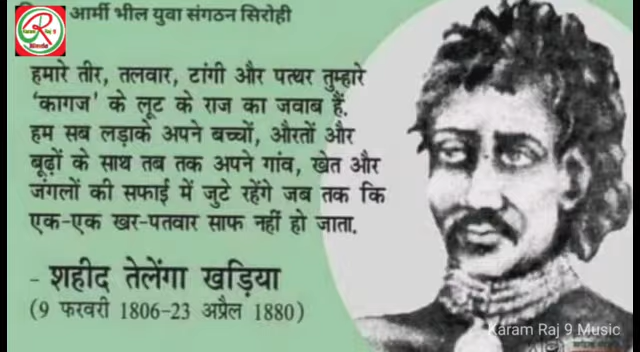 आर्मी भील युवा संगठन सिरोही
हमारे तीर, तलवार, टांगी और पत्थर तुम्हारे
'कागज' के लूट के राज का जवाब हैं.
हम सब लड़ाके अपने बच्चों, औरतों और
बूढ़ों के साथ तब तक अपने गांव, खेत और
जंगलों की सफाई में जुटे रहेंगे जब तक कि
एक-एक खर-पतवार साफ नहीं हो जाता.
- शहीद तेलेंगा खड़िया
(9 फरवरी 1806-23 अप्रैल 1880)
Karam Raj 9 Music